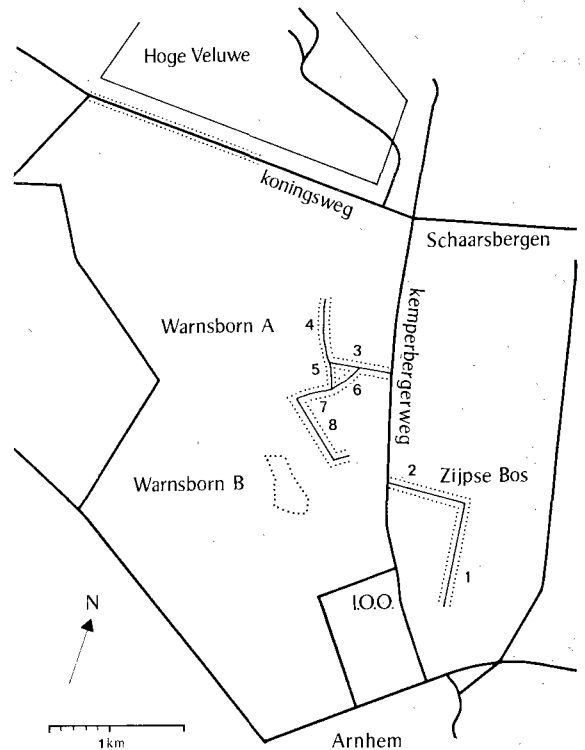 Hoge Veluwe
koningsweg
Schaarsbergen
kemperbergerweg
Warnsborn A
4
3
5
6
7
8
Warnsborn B
2
Zijpse Bos
1
I.O.O.
N
1km
Arnhem